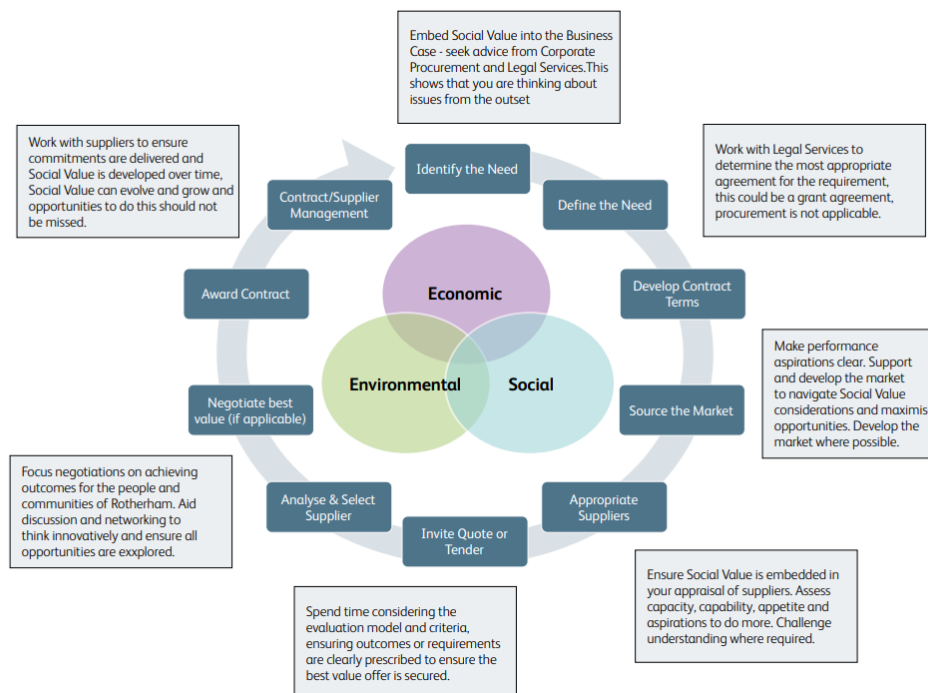 Embed Social Value into the Business
Case - seek advice from Corporate
Procurement and Legal Services.This
shows that you are thinking about
issues from the outset
Work with suppliers to ensure
commitments are delivered and
Social Value is developed over time,
Social Value can evolve and grow and
opportunities to do this should not
be missed.
Work with Legal Services to
determine the most appropriate
agreement for the requirement,
this could be a grant agreement,
procurement is not applicable.
Identify the Need
Contract/Supplier
Management
Define the Need
Award Contract
Develop Contract
Terms
Economic
Environmental
Social
Make performance
aspirations clear. Support
and develop the market
to navigate Social Value
considerations and maximis
opportunities. Develop the
market where possible.
Negotiate best
value (if applicable)
Source the Market
Focus negotiations on achieving
outcomes for the people and
communities of Rotherham. Aid
discussion and networking to
think innovatively and ensure all
opportunities are exxplored.
Analyse & Select
Supplier
Appropriate
Suppliers
Invite Quote or
Tender
Ensure Social Value is embedded in
your appraisal of suppliers. Assess
capacity, capability, appetite and
aspirations to do more. Challenge
understanding where required.
Spend time considering the
evaluation model and criteria,
ensuring outcomes or requirements
are clearly prescribed to ensure the
best value offer is secured.